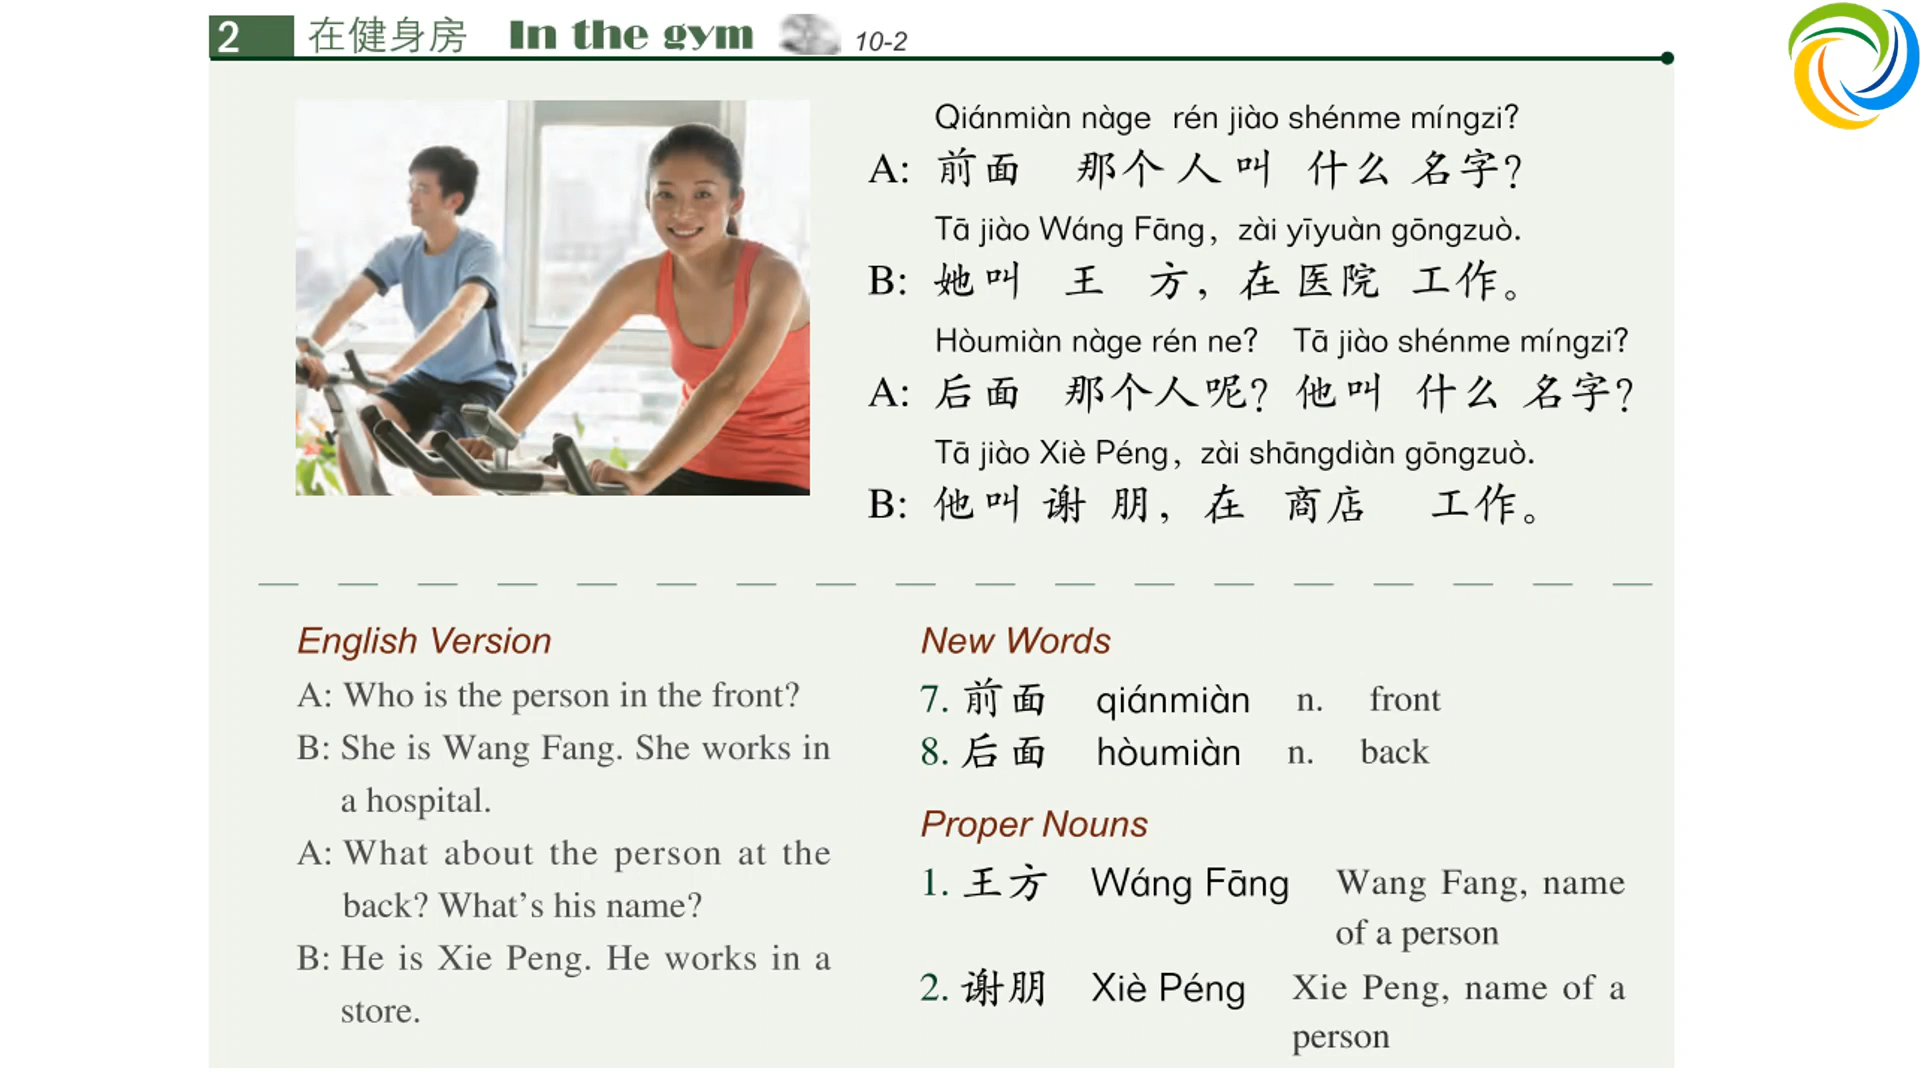 2 在健身房 In the gym 10-2
Qiánmiàn nàge rén jiào shénme míngzi?
A: 前面 那个人叫 什么 名字?
Tā jiào Wáng Fāng, zài yīyuàn gōngzuò.
B: 她叫 王 方, 在 医院 工作。
Hòumiàn nàge rén ne? Tā jiào shénme míngzi?
A: 后面 那个人呢? 他叫 什么 名字?
Tā jiào Xiè Péng, zài shāngdiàn gōngzuò.
B: 他叫 谢 朋, 在 商店 工作。
English Version
A: Who is the person in the front?
B: She is Wang Fang. She works in
a hospital.
A: What about the person at the
back? What's his name?
B: He is Xie Peng. He works in a
store.
New Words
7. 前面 qiánmiàn n. front
8. 后面 hòumiàn n. back
Proper Nouns
1. 王方 Wáng Fāng Wang Fang, name
of a person
2. 谢朋 Xiè Péng Xie Peng, name of a
person